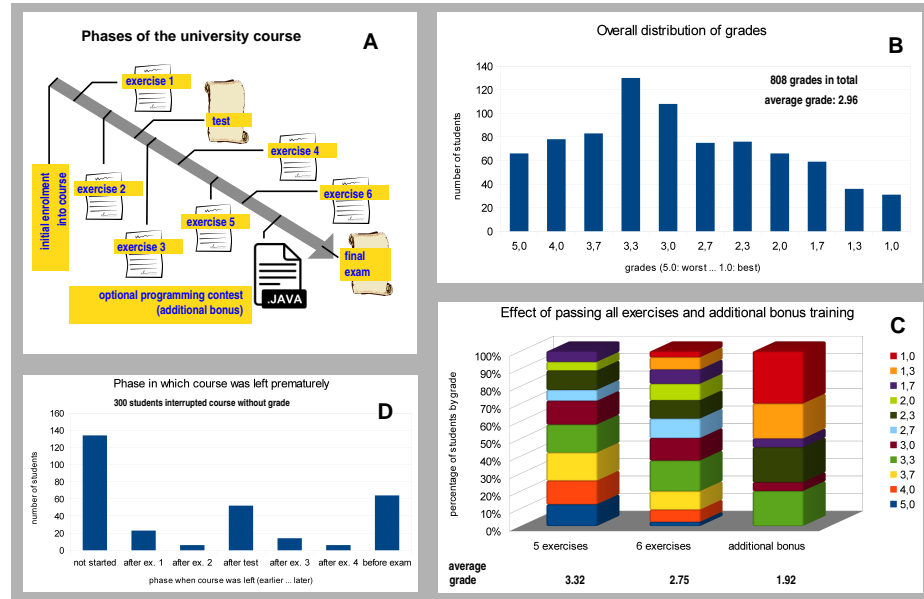 Phases of the university course
A
exercise 1
test
exercise 4
exercise 2
exercise 6
initial enrolment
into course
exercise 5
exercise 3
final
exam
optional programming contest
(additional bonus)
.JAVA
Overall distribution of grades
B
808 grades in total
average grade: 2.96
number of students
140
120
100
80
60
40
20
0
5,0 4,0 3,7 3,3 3,0 2,7 2,3 2,0 1,7 1,3 1,0
grades (5.0: worst ... 1.0: best)
Effect of passing all exercises and additional bonus training
C
percentage of students by grade
100%
90%
80%
70%
60%
50%
40%
30%
20%
10%
0%
1,0
1,3
1,7
2,0
2,3
2,7
3,0
3,3
3,7
4,0
5,0
5 exercises 6 exercises additional bonus
average
grade
3.32 2.75 1.92
Phase in which course was left prematurely
300 students interrupted course without grade
D
number of students
160
140
120
100
80
60
40
20
0
not started after ex. 1 after ex. 2 after test after ex. 3 after ex. 4 before exam
phase when course was left (earlier ... later)